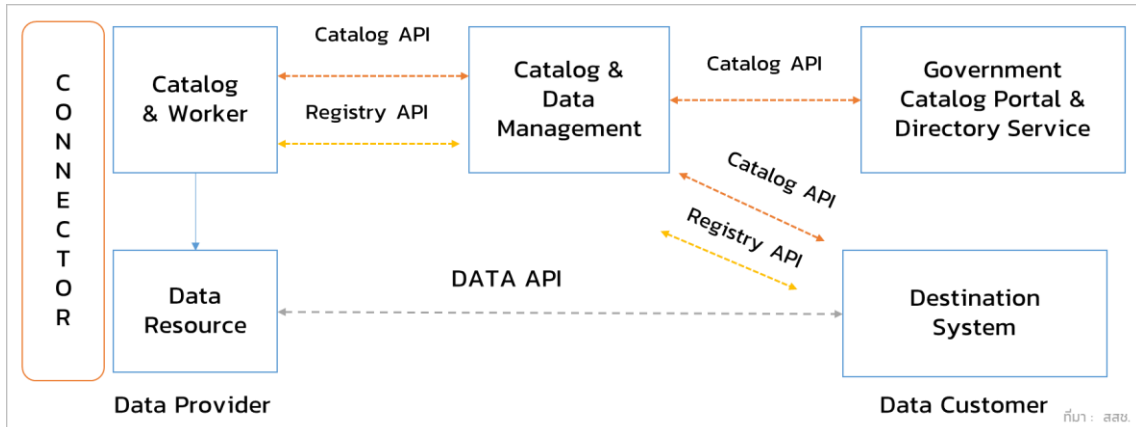 CONNECTOR
Catalog
& Worker
Catalog API
Registry API
Catalog &
Data
Management
Catalog API
Government
Catalog Portal &
Directory Service
Catalog API
Registry API
Data
Resource
DATA API
Destination
System
Data Provider
Data Customer
ที่มา : สสช.